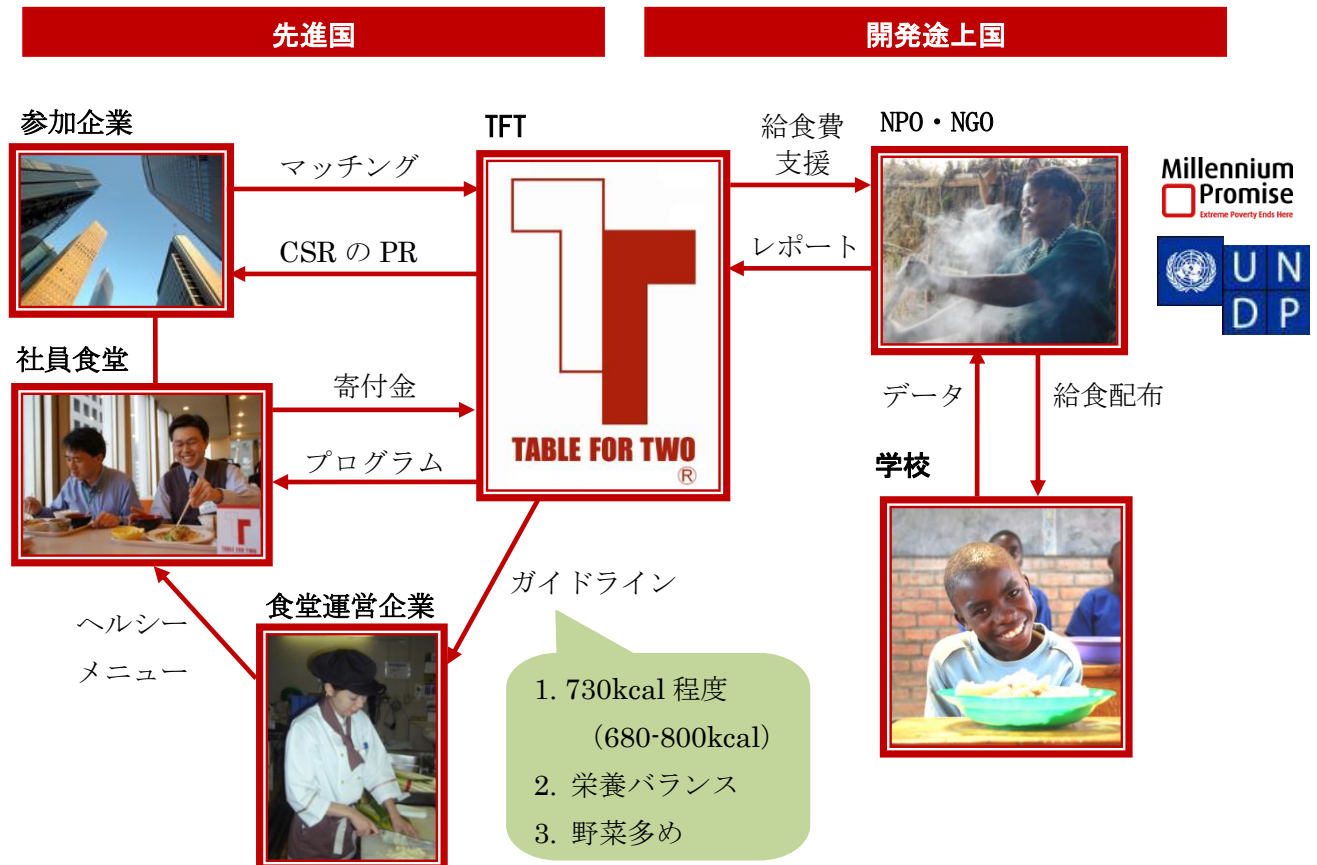 先進国
開発途上国
参加企業
TFT
給食費
支援
NPO・NGO
マッチング
CSR の PR
レポート
Millennium
Promise
Extreme Poverty Ends Here
U N
D P
TABLE FOR TWO
®
社員食堂
寄付金
プログラム
TABLE FOR TWO
データ
給食配布
学校
ガイドライン
食堂運営企業
ヘルシー
メニュー
1. 730kcal 程度
（680-800kcal）
2. 栄養バランス
3. 野菜多め